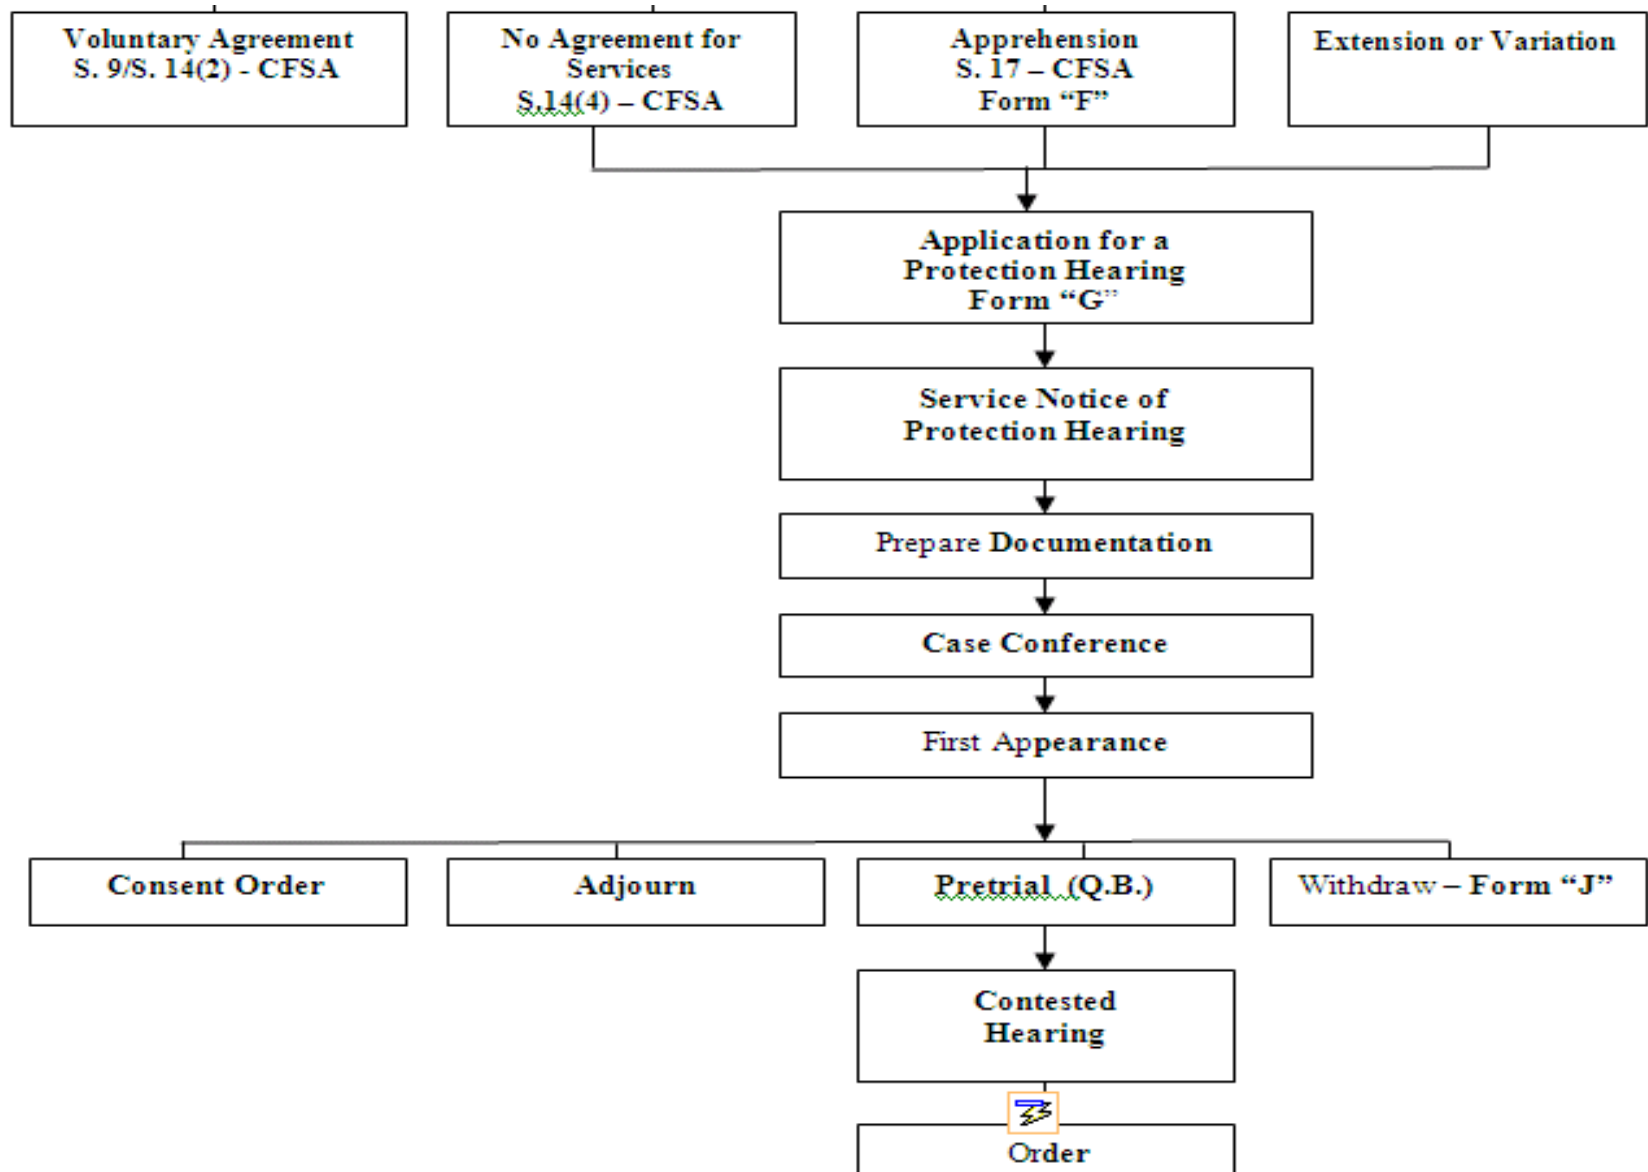 Voluntary Agreement
S. 9/S. 14(2) - CFSA
No Agreement for
Services
S.14(4) – CFSA
Apprehension
S. 17 – CFSA
Form “F”
Extension or Variation
Application for a
Protection Hearing
Form “G”
Service Notice of
Protection Hearing
Prepare Documentation
Case Conference
First Appearance
Consent Order
Adjourn
Pretrial (Q.B.)
Withdraw – Form “J”
Contested
Hearing
Order